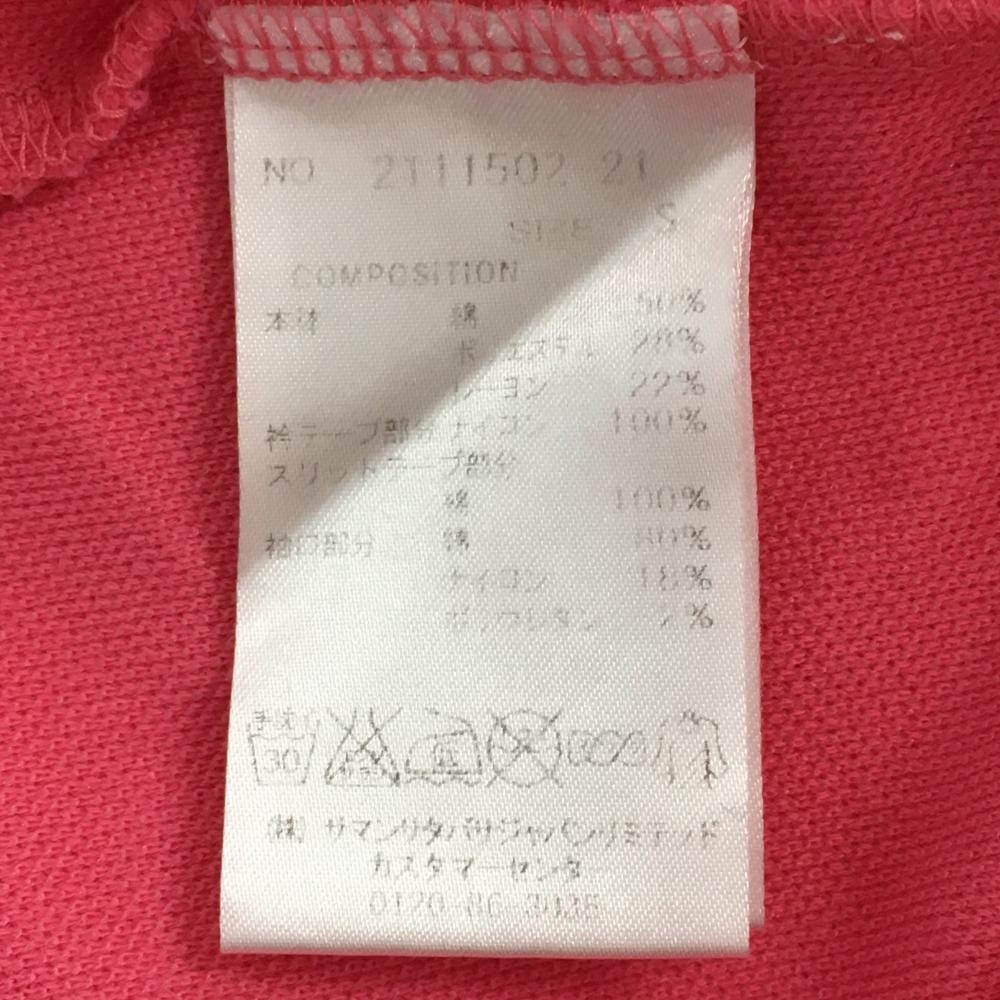 NO 2111502 21
SIZE S
COMPOSITION
本体 綿 50%
ポリエステル 28%
レーヨン 22%
衿テープ部分 ナイロン 100%
スリットテープ部分
綿 100%
袖口部分 綿 80%
ナイロン 18%
ポリウレタン 2%
手洗イ
30
(株) サマンサタバサジャパンリミテッド
カスタマーセンター